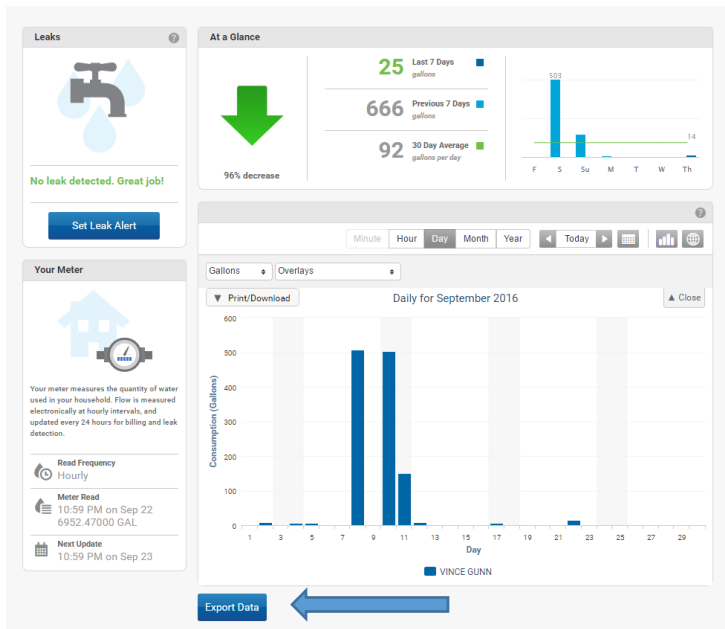 Leaks
?
No leak detected. Great job!
Set Leak Alert
Your Meter
Your meter measures the quantity of water
used in your household. Flow is measured
electronically at hourly intervals, and
updated every 24 hours for billing and leak
detection.
Read Frequency
Hourly
Meter Read
10:59 PM on Sep 22
6952.47000 GAL
Next Update
10:59 PM on Sep 23
At a Glance
96% decrease
25 Last 7 Days
gallons
666 Previous 7 Days
gallons
92 30 Day Average
gallons per day
503
14
F S Su M T W Th
?
Minute Hour Day Month Year Today
Gallons Overlays
Print/Download
Daily for September 2016
Close
Consumption (Gallons)
600
500
400
300
200
100
0
1 3 5 7 9 11 13 15 17 19 21 23 25 27 29
Day
VINCE GUNN
Export Data